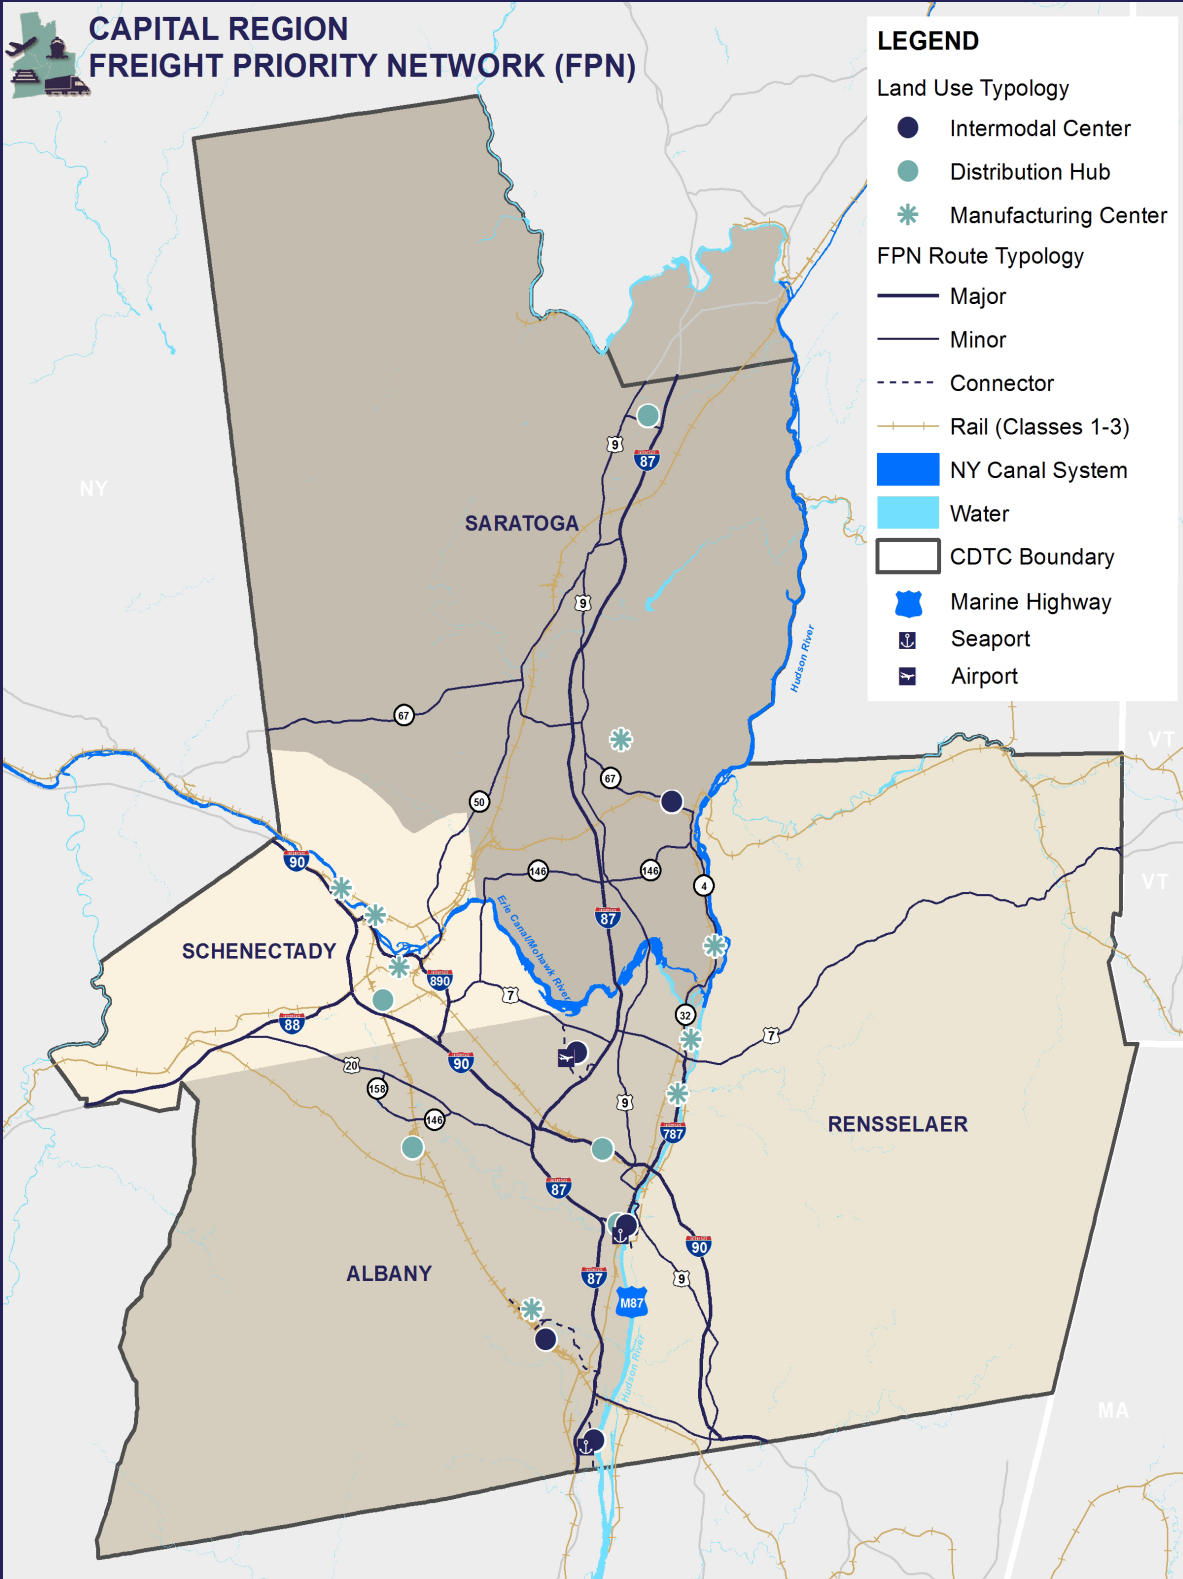 CAPITAL REGION
FREIGHT PRIORITY NETWORK (FPN)
LEGEND
Land Use Typology
Intermodal Center
Distribution Hub
Manufacturing Center
FPN Route Typology
Major
Minor
Connector
Rail (Classes 1-3)
NY Canal System
Water
CDTC Boundary
Marine Highway
Seaport
Airport
9
87
NY
SARATOGA
9
Hudson River
67
VT
67
50
90
146
146
4
VT
87
Erie Canal/Mohawk River
SCHENECTADY
890
7
32
88
7
90
20
158
9
146
787
RENSSELAER
87
90
ALBANY
87
9
M87
Hudson River
MA